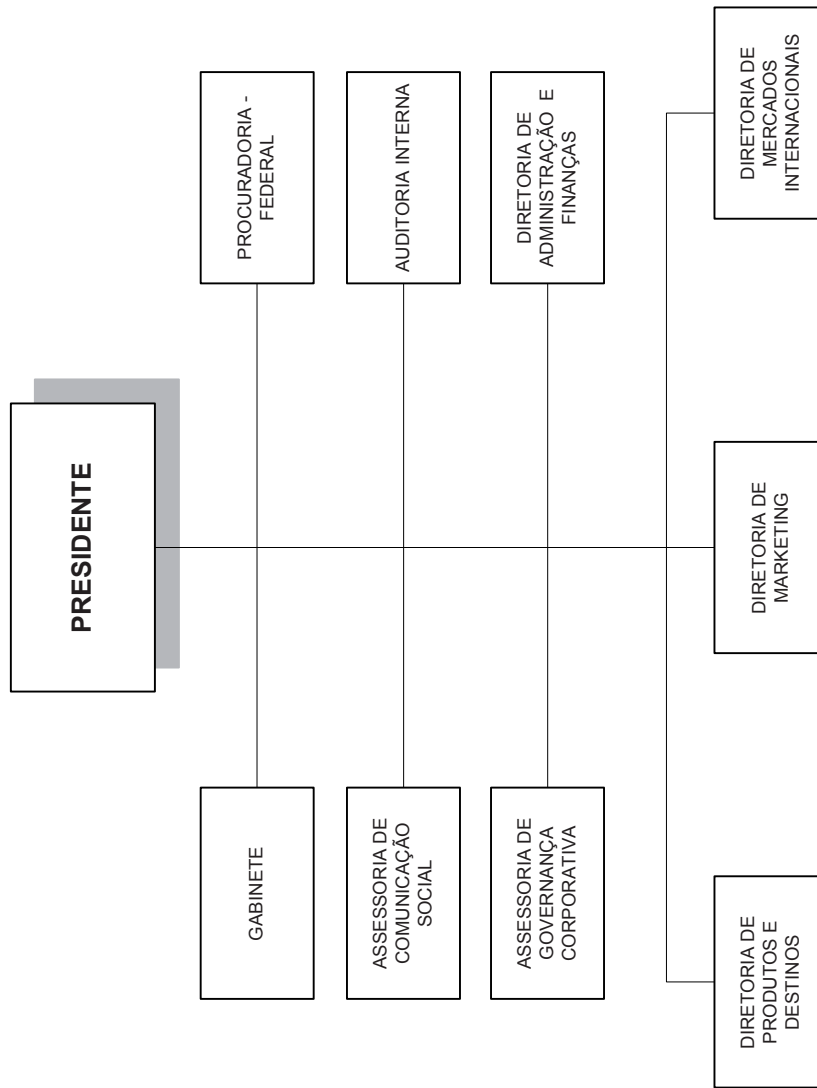 PRESIDENTE
GABINETE
PROCURADORIA -
FEDERAL
ASSESSORIA DE
COMUNICAÇÃO
SOCIAL
AUDITORIA INTERNA
ASSESSORIA DE
GOVERNANÇA
CORPORATIVA
DIRETORIA DE
ADMINISTRAÇÃO E
FINANÇAS
DIRETORIA DE
PRODUTOS E
DESTINOS
DIRETORIA DE
MARKETING
DIRETORIA DE
MERCADOS
INTERNACIONAIS